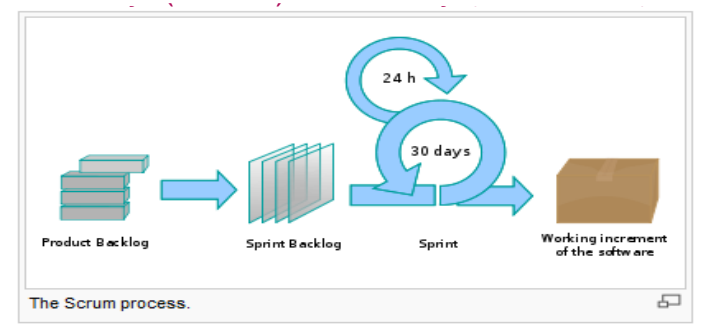 24 h
30 days
Product Backlog
Sprint Backlog
Sprint
Working increment
of the software
The Scrum process.